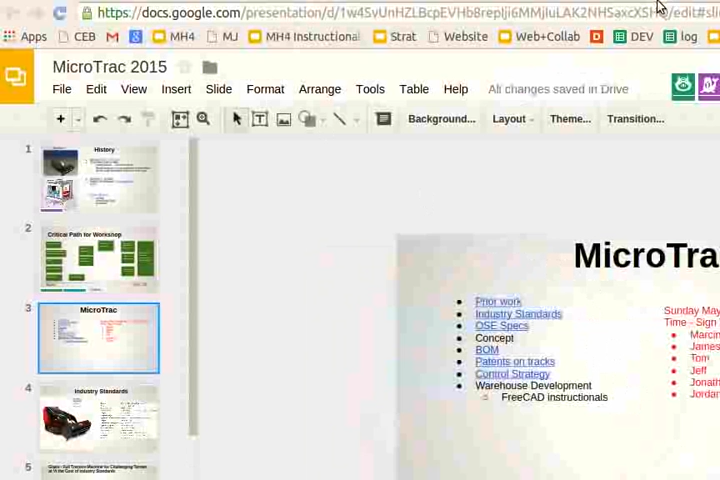 https://docs.google.com/presentation/d/
Apps CEB MH4 MJ MH4 Instructional Strat Website Web+Collab DEV log
MicroTrac 2015
File Edit View Insert Slide Format Arrange Tools Table Help All changes saved in Drive
Background... Layout Theme... Transition...
1 History
2 Critical Path for Workshop
3 MicroTrac
4 Industry Standards
5
MicroTra
Prior work
Industry Standards
OSE Specs
Concept
BOM
Patents on tracks
Control Strategy
Warehouse Development
FreeCAD instructionals
Sunday May
Time - Sign
Marcin
James
Tom
Jeff
Jonath
Jordan